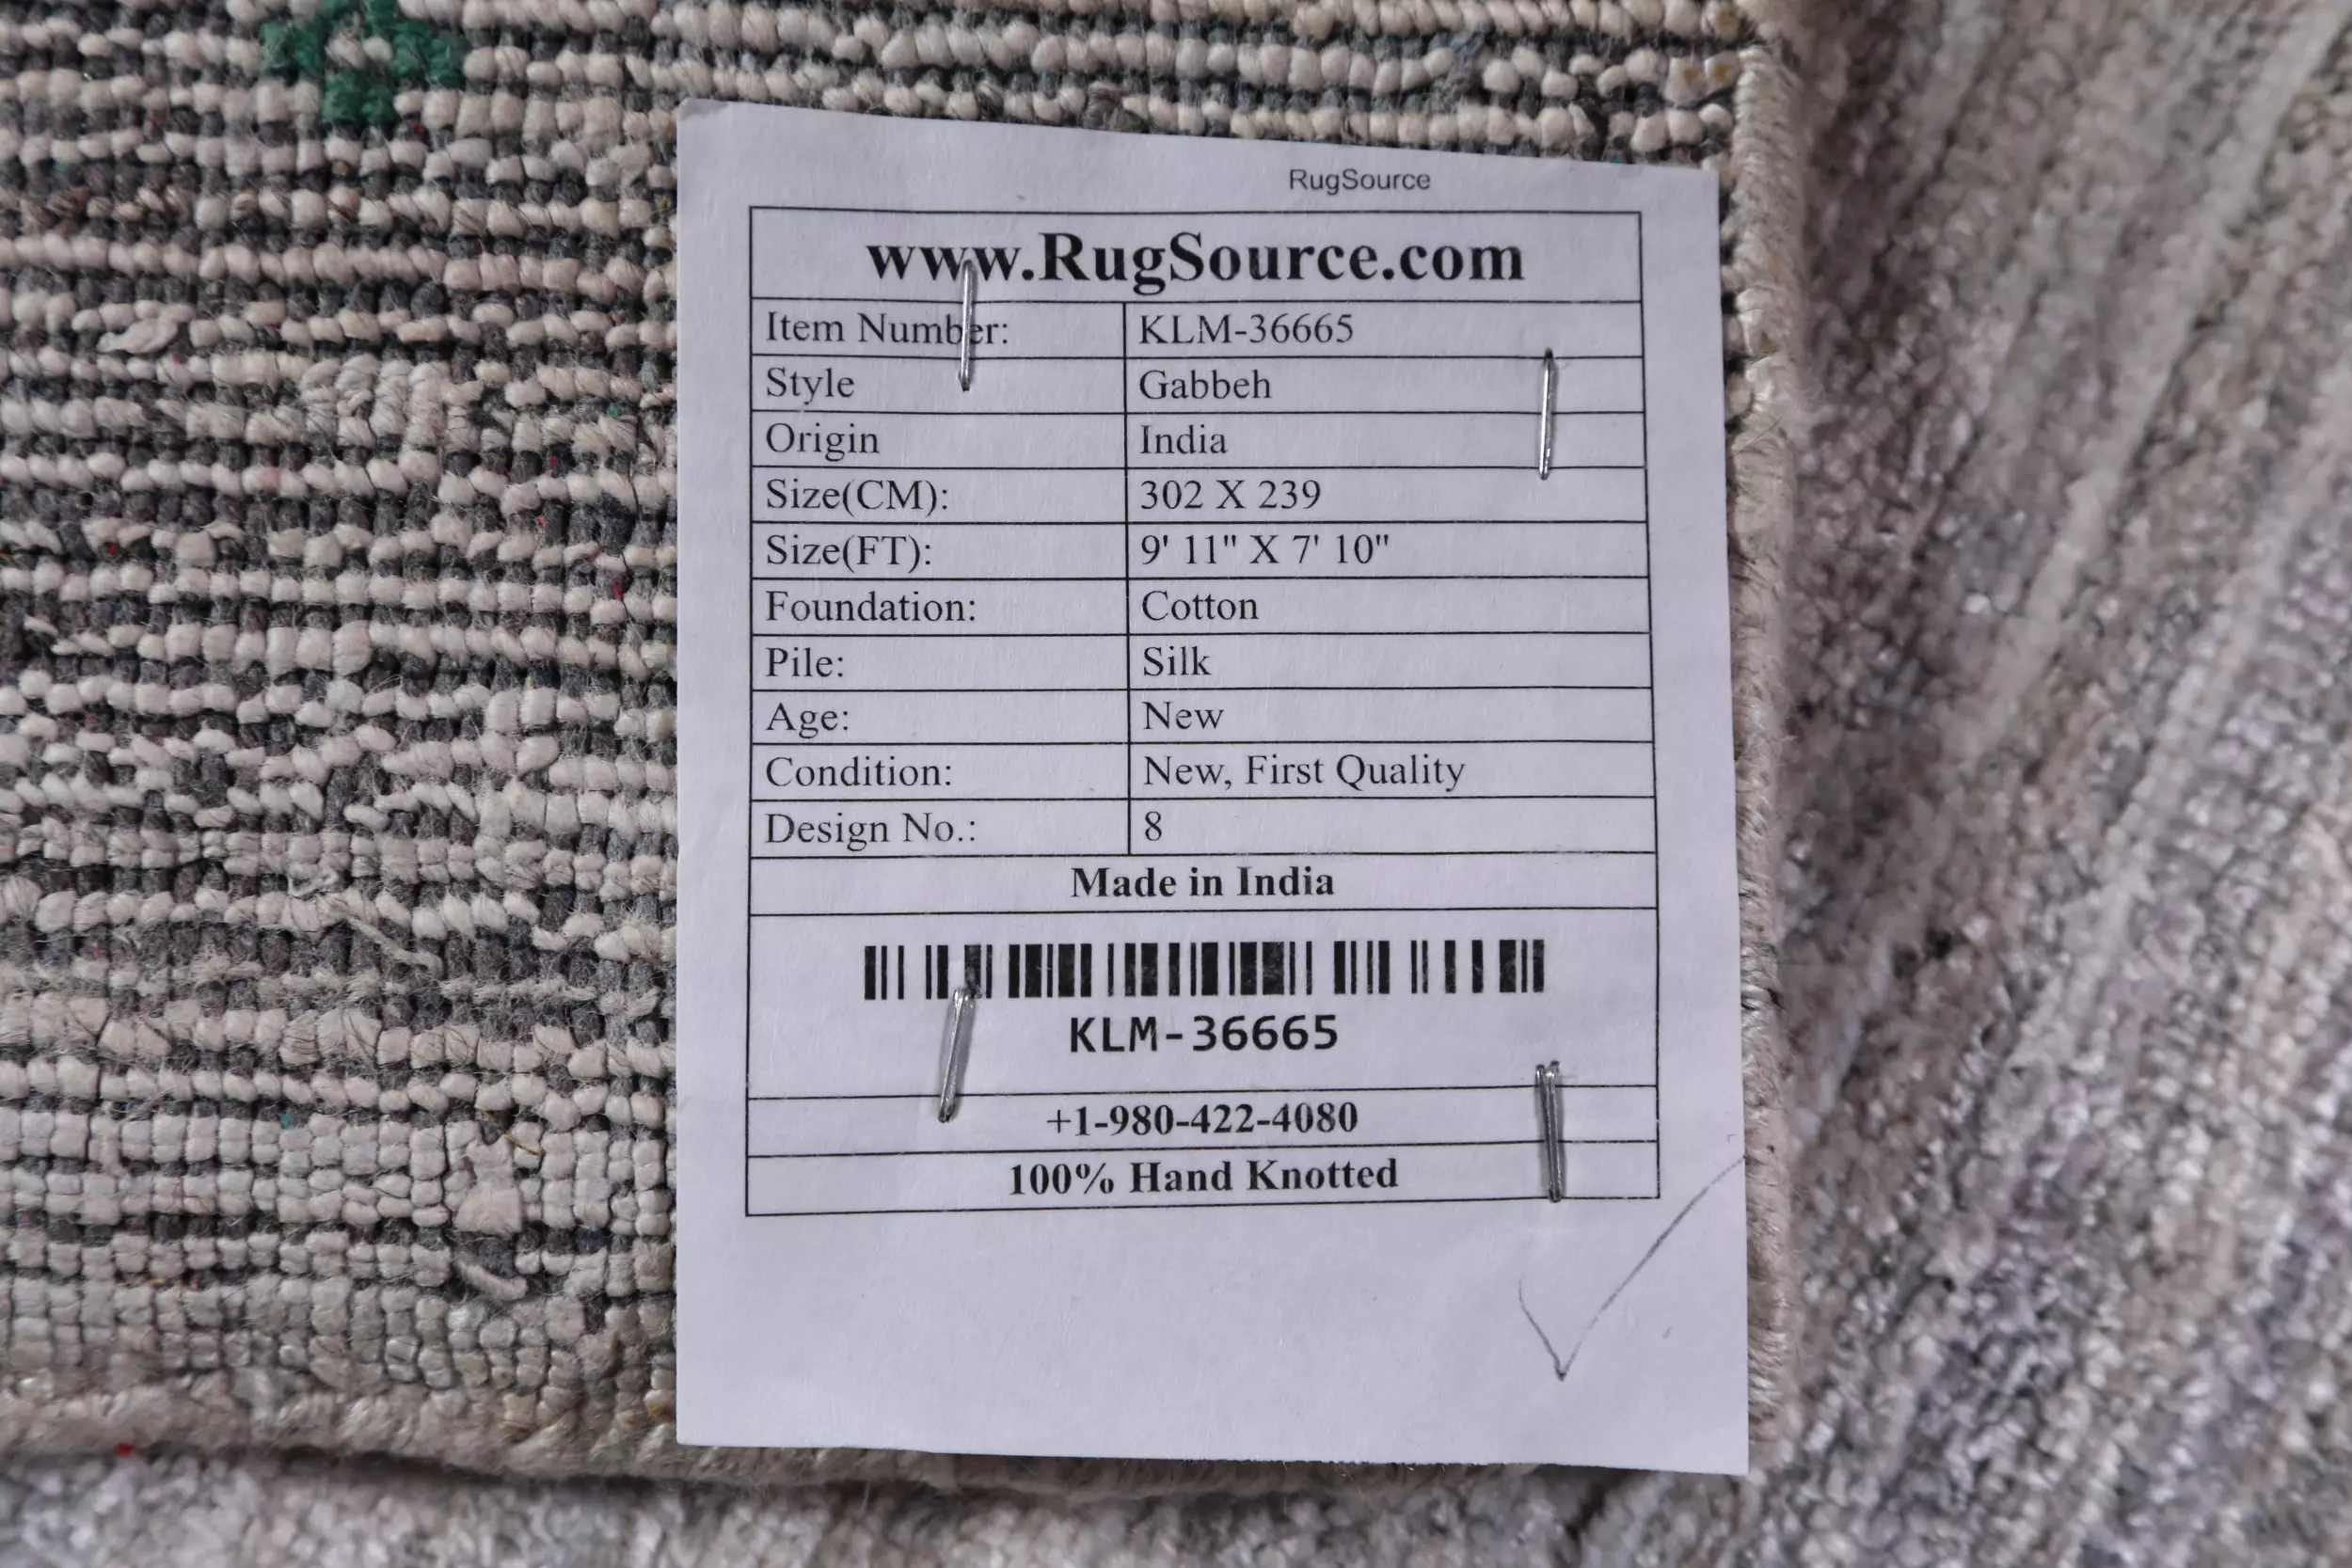 RugSource
www.RugSource.com
Item Number: KLM-36665
Style Gabbeh
Origin India
Size(CM): 302 X 239
Size(FT): 9' 11" X 7' 10"
Foundation: Cotton
Pile: Silk
Age: New
Condition: New, First Quality
Design No.: 8
Made in India
KLM-36665
+1-980-422-4080
100% Hand Knotted